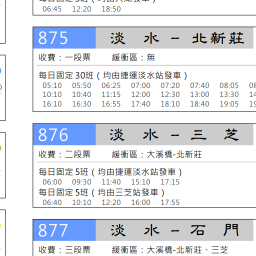 06:45 12:20 18:50
875 淡 水 – 北新莊
收費：一段票 緩衝區：無
每日固定 30班（均由捷運淡水站發車）
05:10 05:50 06:25 07:00 07:20 07:40 08:05
10:10 10:40 11:15 12:00 12:30 13:00 13:30
16:10 16:30 16:55 17:40 18:10 18:40 19:05
876 淡 水 – 三 芝
收費：二段票 緩衝區：大溪橋-北新莊
每日固定 5班（均由捷運淡水站發車）
06:00 09:30 11:40 15:10 17:15
每日固定 5班（均由三芝站發車）
06:40 10:10 12:20 16:00 17:55
877 淡 水 – 石 門
收費：三段票 緩衝區：大溪橋-北新莊、三芝